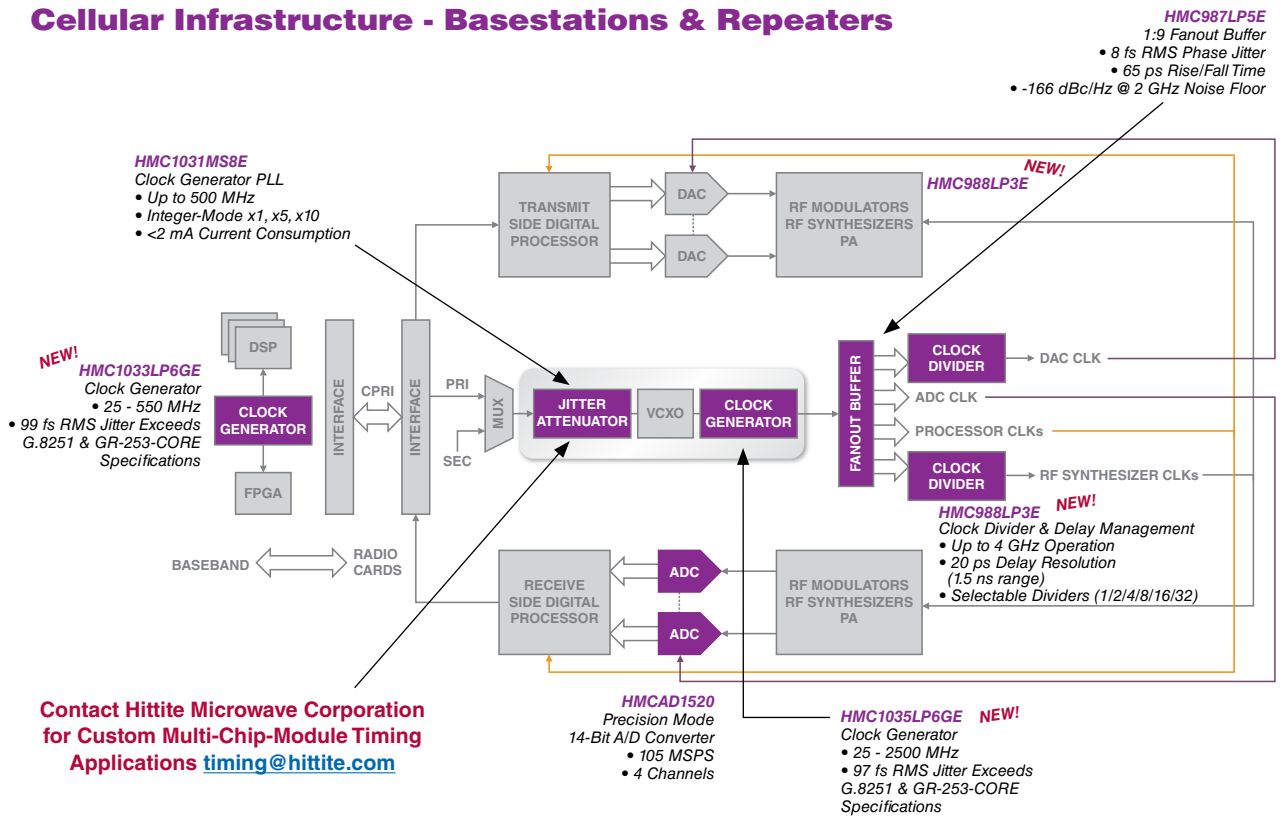 Cellular Infrastructure - Basestations & Repeaters
HMC987LP5E
1:9 Fanout Buffer
• 8 fs RMS Phase Jitter
• 65 ps Rise/Fall Time
• -166 dBc/Hz @ 2 GHz Noise Floor
HMC1031MS8E
Clock Generator PLL
• Up to 500 MHz
• Integer-Mode x1, x5, x10
• <2 mA Current Consumption
TRANSMIT
SIDE DIGITAL
PROCESSOR
DAC
DAC
RF MODULATORS
RF SYNTHESIZERS
PA
NEW!
HMC988LP3E
NEW!
HMC1033LP6GE
Clock Generator
• 25 - 550 MHz
• 99 fs RMS Jitter Exceeds
G.8251 & GR-253-CORE
Specifications
DSP
CLOCK
GENERATOR
FPGA
INTERFACE
CPRI
INTERFACE
PRI
SEC
MUX
JITTER
ATTENUATOR
VCXO
CLOCK
GENERATOR
FANOUT BUFFER
CLOCK
DIVIDER
DAC CLK
ADC CLK
PROCESSOR CLKs
CLOCK
DIVIDER
RF SYNTHESIZER CLKs
NEW!
HMC988LP3E
Clock Divider & Delay Management
• Up to 4 GHz Operation
• 20 ps Delay Resolution
(1.5 ns range)
• Selectable Dividers (1/2/4/8/16/32)
BASEBAND
RADIO
CARDS
RECEIVE
SIDE DIGITAL
PROCESSOR
ADC
ADC
RF MODULATORS
RF SYNTHESIZERS
PA
Contact Hittite Microwave Corporation
for Custom Multi-Chip-Module Timing
Applications timing@hittite.com
HMCAD1520
Precision Mode
14-Bit A/D Converter
• 105 MSPS
• 4 Channels
HMC1035LP6GE NEW!
Clock Generator
• 25 - 2500 MHz
• 97 fs RMS Jitter Exceeds
G.8251 & GR-253-CORE
Specifications